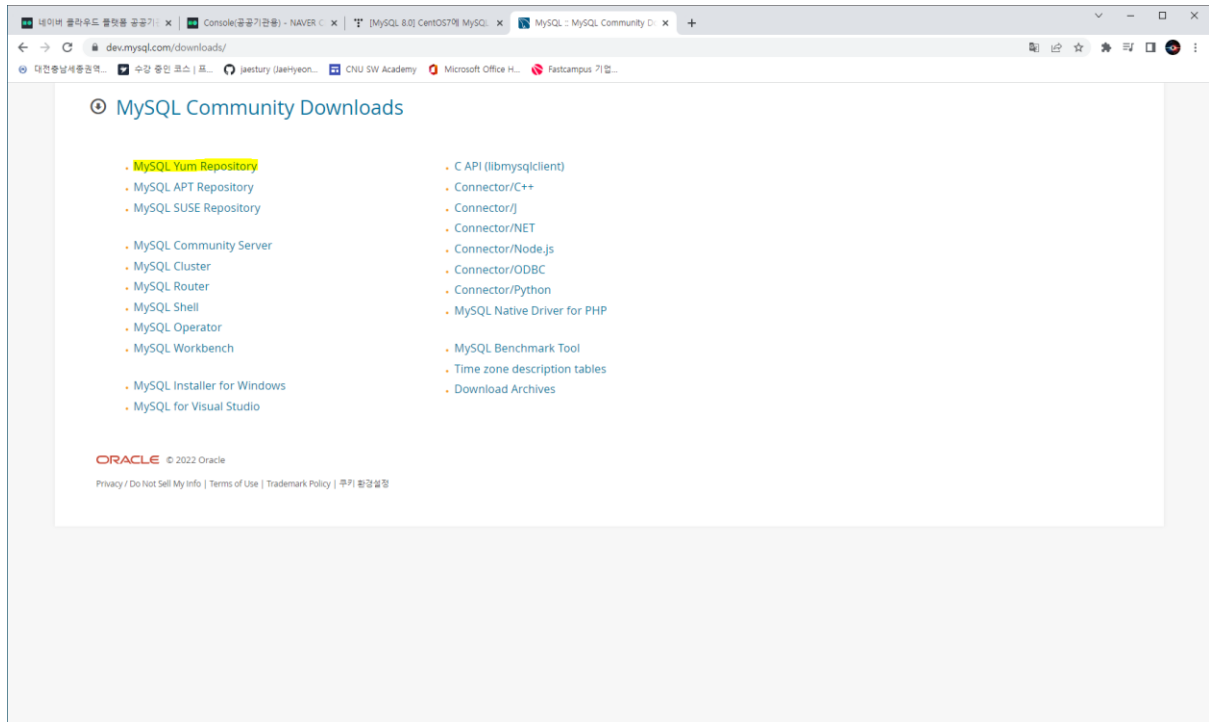 네이버 클라우드 플랫폼 공공기관
Console(공공기관용) - NAVER C
[MySQL 8.0] CentOS7에 MySQL
MySQL :: MySQL Community Do
dev.mysql.com/downloads/
대전충남세종권역...
수강 중인 코스 | 프...
jaestury (JaeHyeon...
CNU SW Academy
Microsoft Office H...
Fastcampus 기업...
MySQL Community Downloads
MySQL Yum Repository
MySQL APT Repository
MySQL SUSE Repository
MySQL Community Server
MySQL Cluster
MySQL Router
MySQL Shell
MySQL Operator
MySQL Workbench
MySQL Installer for Windows
MySQL for Visual Studio
C API (libmysqlclient)
Connector/C++
Connector/J
Connector/NET
Connector/Node.js
Connector/ODBC
Connector/Python
MySQL Native Driver for PHP
MySQL Benchmark Tool
Time zone description tables
Download Archives
ORACLE © 2022 Oracle
Privacy / Do Not Sell My Info | Terms of Use | Trademark Policy | 쿠키 환경설정